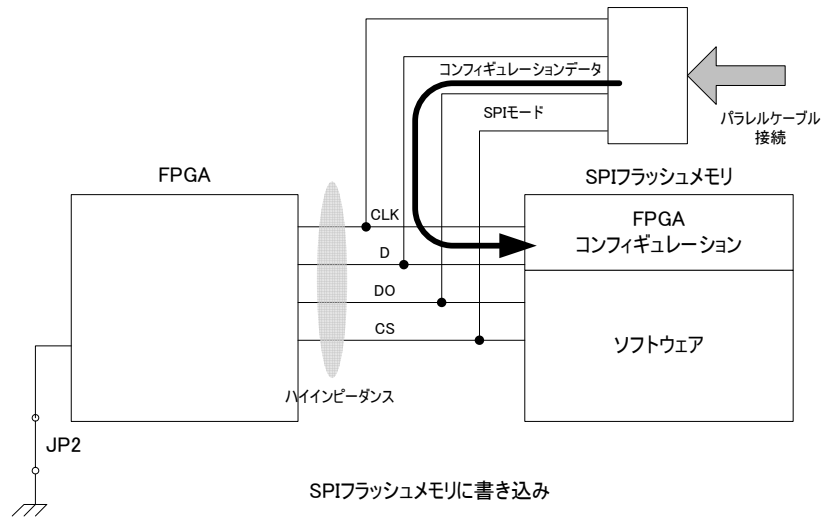 コンフィギュレーションデータ
SPIモード
パラレルケーブル
接続
FPGA
SPIフラッシュメモリ
CLK
D
DO
CS
FPGA
コンフィギュレーション
ソフトウェア
ハイインピーダンス
JP2
SPIフラッシュメモリに書き込み